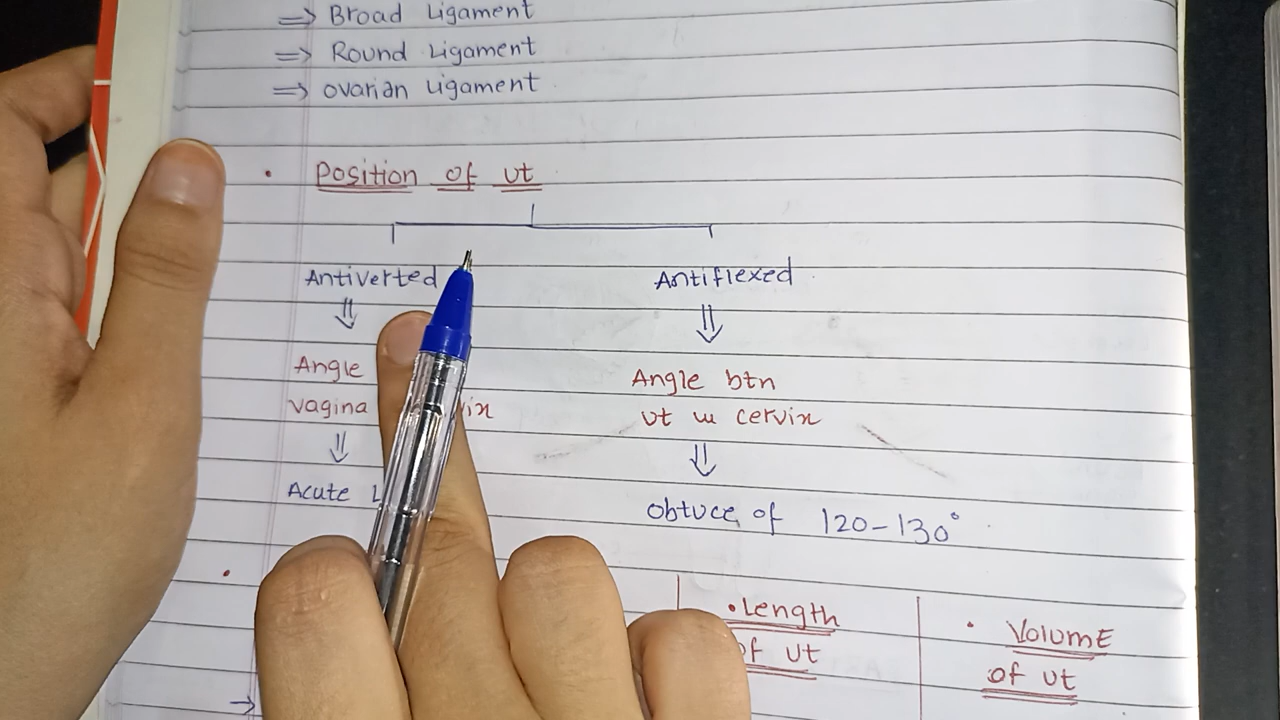 ⇒ Broad Ligament
⇒ Round Ligament
⇒ ovarian Ligament
• Position of ut
Antiverted
Antiflexed
Angle
Angle btn
vagina
ut w cervix
Acute
Obtuce of 120-130°
• Length
of ut
• Volume
of ut